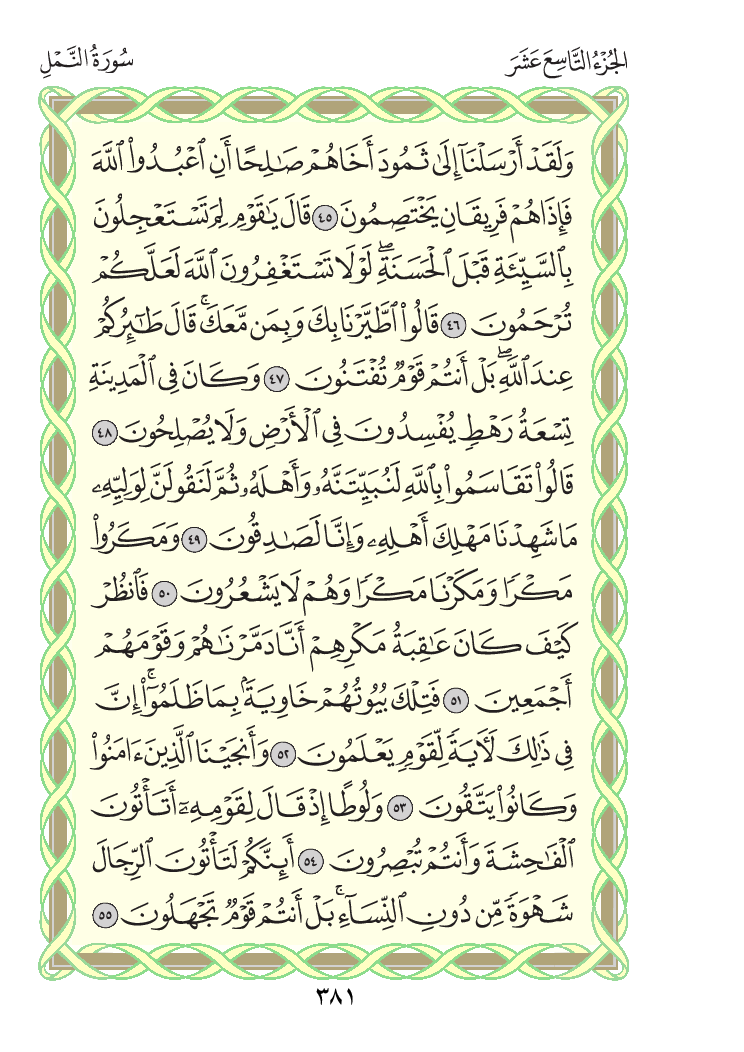 الجُزْءُ التَّاسِعَ عَشَرَ
سُورَةُ النَّمْلِ
وَلَقَدْ أَرْسَلْنَآ إِلَىٰ ثَمُودَ أَخَاهُمْ صَٰلِحًا أَنِ ٱعْبُدُوا۟ ٱللَّهَ
فَإِذَا هُمْ فَرِيقَانِ يَخْتَصِمُونَ ٤٥ قَالَ يَٰقَوْمِ لِمَ تَسْتَعْجِلُونَ
بِٱلسَّيِّئَةِ قَبْلَ ٱلْحَسَنَةِ ۖ لَوْلَا تَسْتَغْفِرُونَ ٱللَّهَ لَعَلَّكُمْ
تُرْحَمُونَ ٤٦ قَالُوا۟ ٱطَّيَّرْنَا بِكَ وَبِمَن مَّعَكَ ۚ قَالَ طَٰٓئِرُكُمْ
عِندَ ٱللَّهِ ۖ بَلْ أَنتُمْ قَوْمٌ تُفْتَنُونَ ٤٧ وَكَانَ فِى ٱلْمَدِينَةِ
تِسْعَةُ رَهْطٍ يُفْسِدُونَ فِى ٱلْأَرْضِ وَلَا يُصْلِحُونَ ٤٨
قَالُوا۟ تَقَاسَمُوا۟ بِٱللَّهِ لَنُبَيِّتَنَّهُۥ وَأَهْلَهُۥ ثُمَّ لَنَقُولَنَّ لِوَلِيِّهِۦ
مَا شَهِدْنَا مَهْلِكَ أَهْلِهِۦ وَإِنَّا لَصَٰدِقُونَ ٤٩ وَمَكَرُوا۟
مَكْرًا وَمَكَرْنَا مَكْرًا وَهُمْ لَا يَشْعُرُونَ ٥٠ فَٱنظُرْ
كَيْفَ كَانَ عَٰقِبَةُ مَكْرِهِمْ أَنَّا دَمَّرْنَٰهُمْ وَقَوْمَهُمْ
أَجْمَعِينَ ٥١ فَتِلْكَ بُيُوتُهُمْ خَاوِيَةًۢ بِمَا ظَلَمُوٓا۟ ۗ إِنَّ
فِى ذَٰلِكَ لَءَايَةً لِّقَوْمٍ يَعْلَمُونَ ٥٢ وَأَنجَيْنَا ٱلَّذِينَ ءَامَنُوا۟
وَكَانُوا۟ يَتَّقُونَ ٥٣ وَلُوطًا إِذْ قَالَ لِقَوْمِهِۦٓ أَتَأْتُونَ
ٱلْفَٰحِشَةَ وَأَنتُمْ تُبْصِرُونَ ٥٤ أَئِنَّكُمْ لَتَأْتُونَ ٱلرِّجَالَ
شَهْوَةً مِّن دُونِ ٱلنِّسَآءِ ۚ بَلْ أَنتُمْ قَوْمٌ تَجْهَلُونَ ٥٥
٣٨١